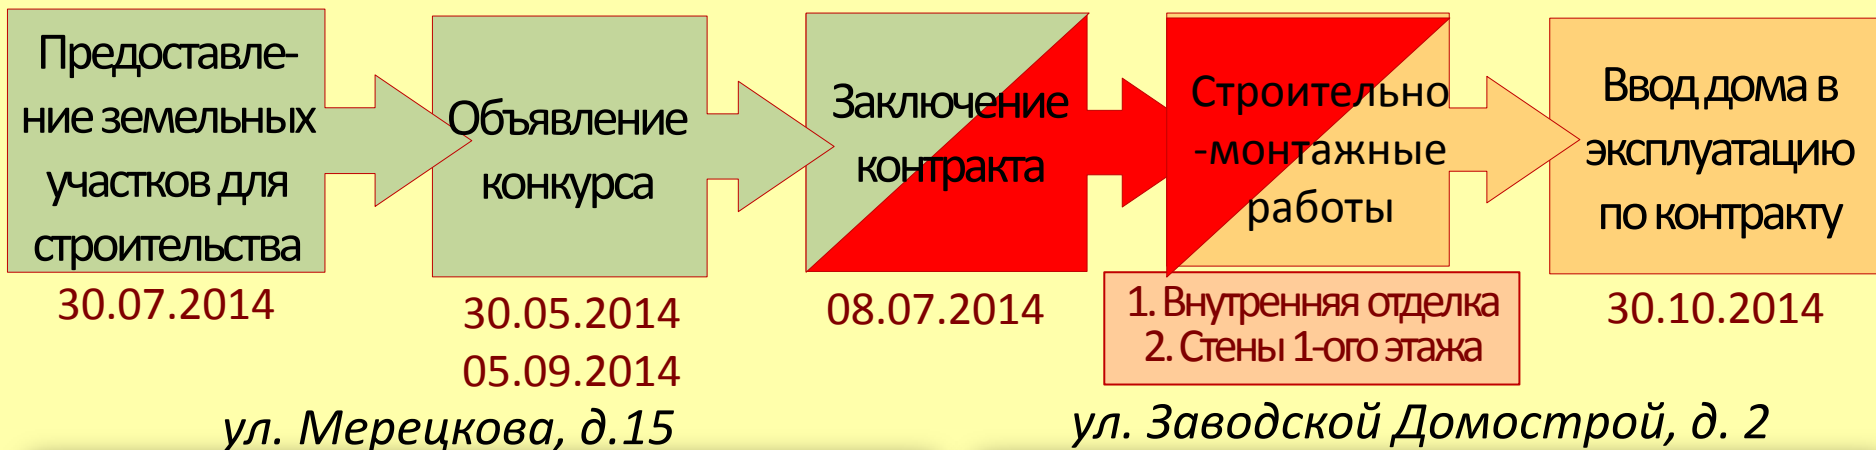 Предоставле-
ние земельных
участков для
строительства
30.07.2014
Объявление
конкурса
30.05.2014
05.09.2014
Заключение
контракта
08.07.2014
Строительно
-монтажные
работы
1. Внутренняя отделка
2. Стены 1-ого этажа
Ввод дома в
эксплуатацию
по контракту
30.10.2014
ул. Мерецкова, д.15
ул. Заводской Домострой, д. 2